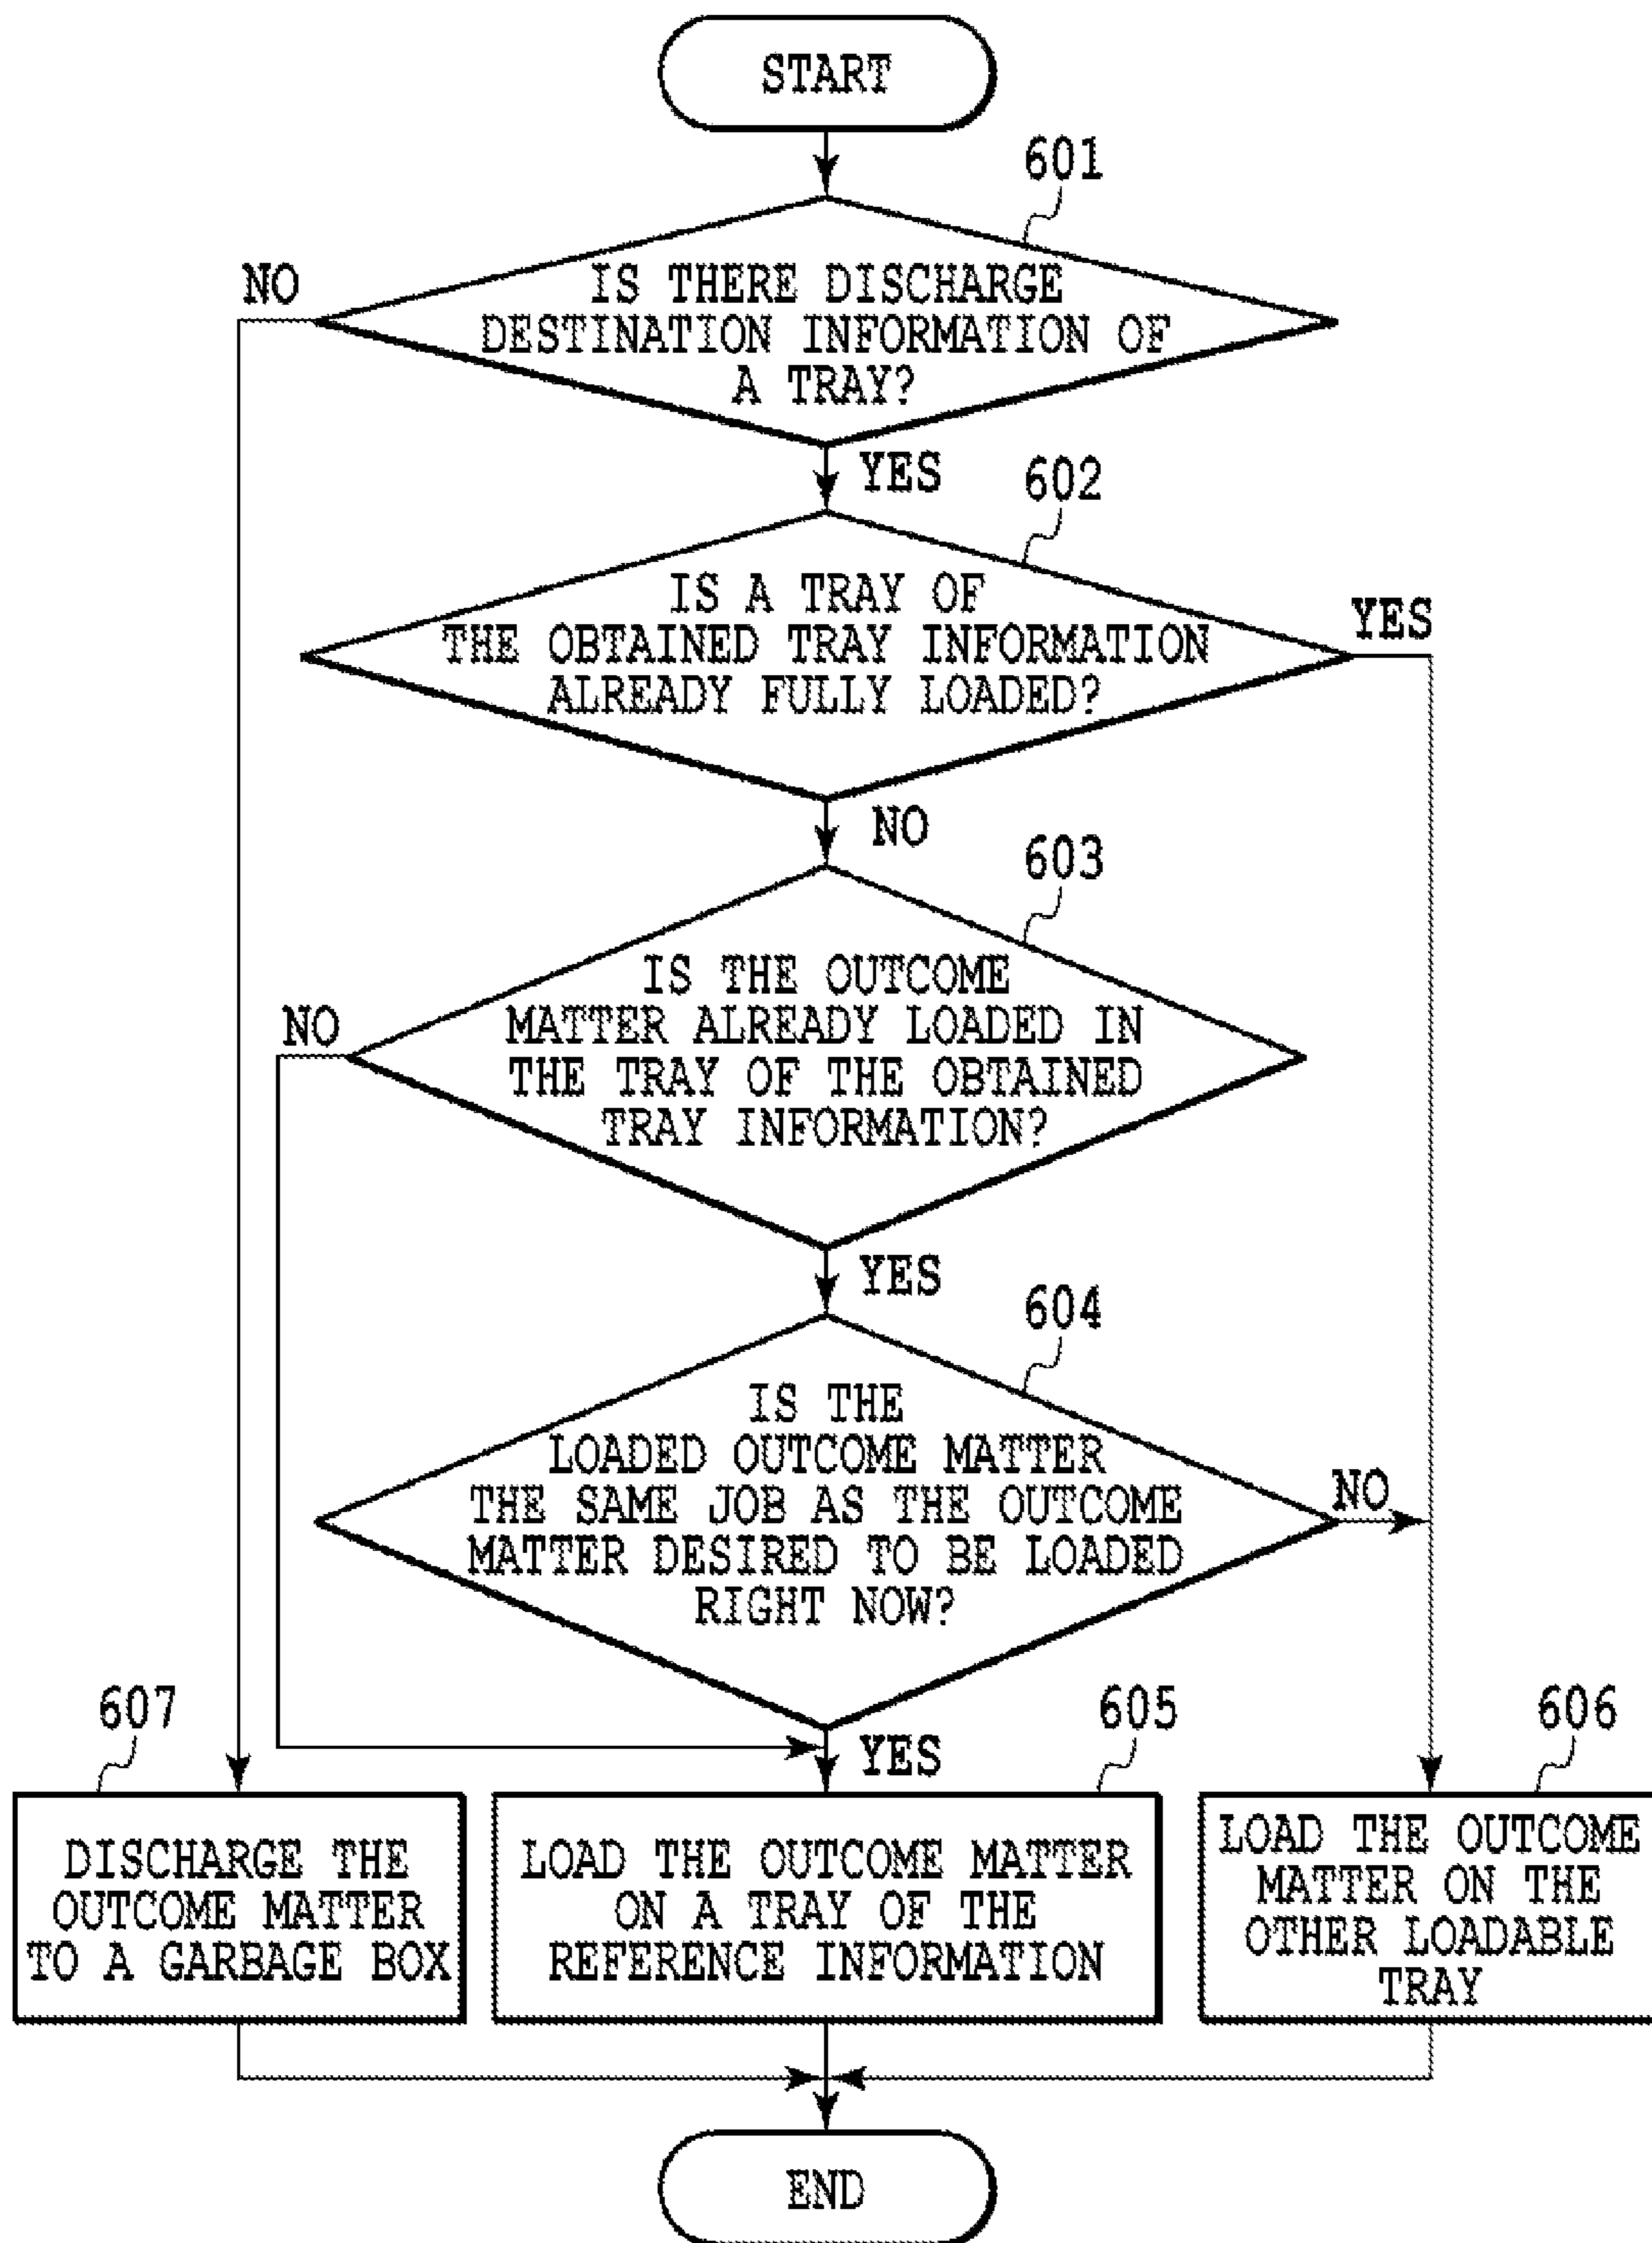 START
601
NO
IS THERE DISCHARGE
DESTINATION INFORMATION OF
A TRAY?
YES
602
IS A TRAY OF
THE OBTAINED TRAY INFORMATION
ALREADY FULLY LOADED?
YES
NO
603
IS THE OUTCOME
MATTER ALREADY LOADED IN
THE TRAY OF THE OBTAINED
TRAY INFORMATION?
NO
YES
604
IS THE
LOADED OUTCOME MATTER
THE SAME JOB AS THE OUTCOME
MATTER DESIRED TO BE LOADED
RIGHT NOW?
NO
YES
607
DISCHARGE THE
OUTCOME MATTER
TO A GARBAGE BOX
605
LOAD THE OUTCOME MATTER
ON A TRAY OF THE
REFERENCE INFORMATION
606
LOAD THE OUTCOME
MATTER ON THE
OTHER LOADABLE
TRAY
END